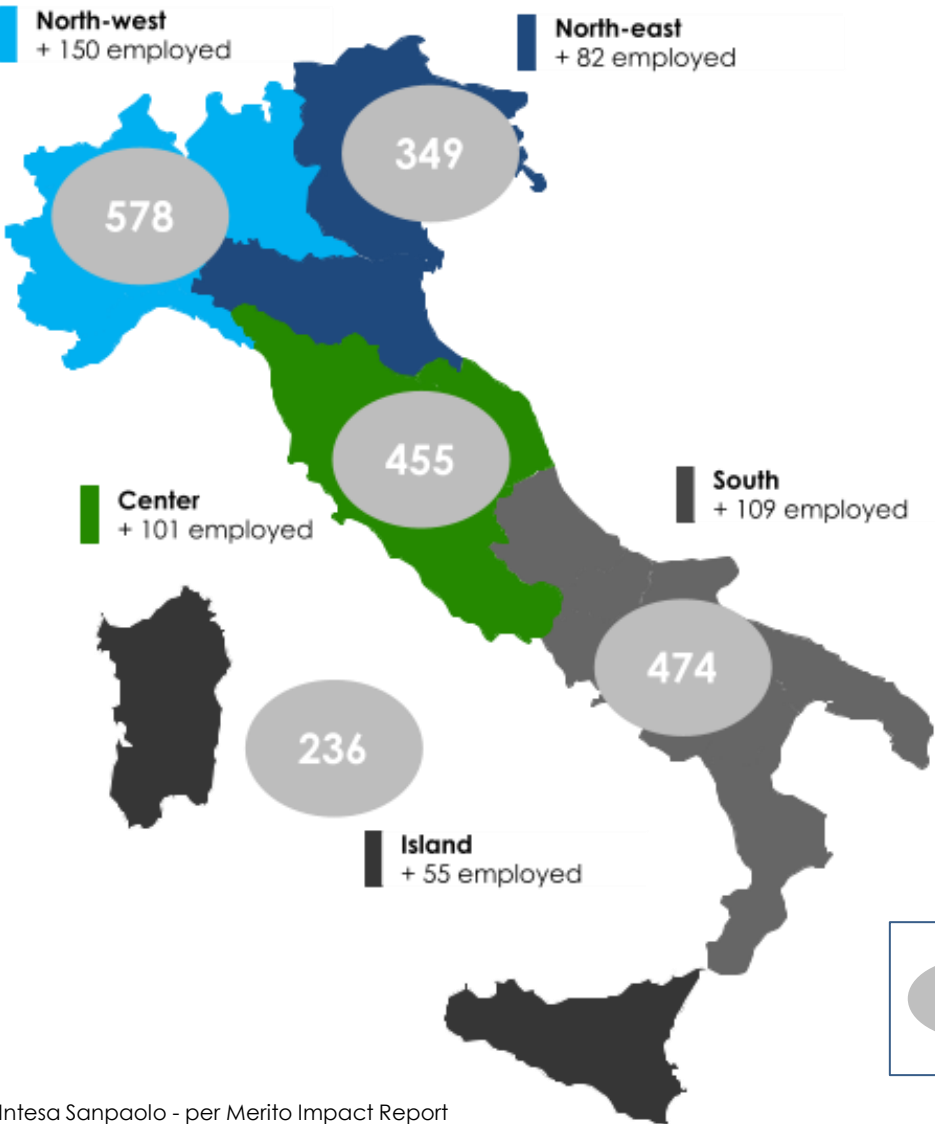 North-west
+ 150 employed
North-east
+ 82 employed
349
578
455
Center
+ 101 employed
South
+ 109 employed
474
236
Island
+ 55 employed
Intesa Sanpaolo - per Merito Impact Report